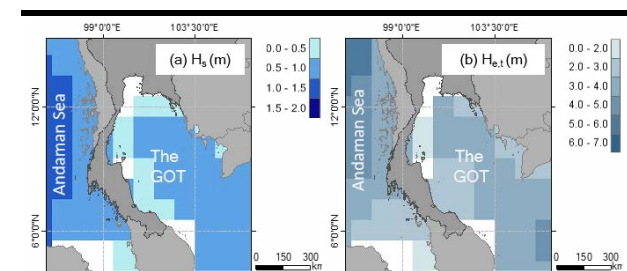 99°0'0"E 103°30'0"E
(a) Hs (m)
0.0 - 0.5
0.5 - 1.0
1.0 - 1.5
1.5 - 2.0
12°0'0"N
6°0'0"N
Andaman Sea
The
GOT
0 150 300
km
99°0'0"E 103°30'0"E
(b) He,t (m)
0.0 - 2.0
2.0 - 3.0
3.0 - 4.0
4.0 - 5.0
5.0 - 6.0
6.0 - 7.0
12°0'0"N
6°0'0"N
Andaman Sea
The
GOT
0 150 300
km